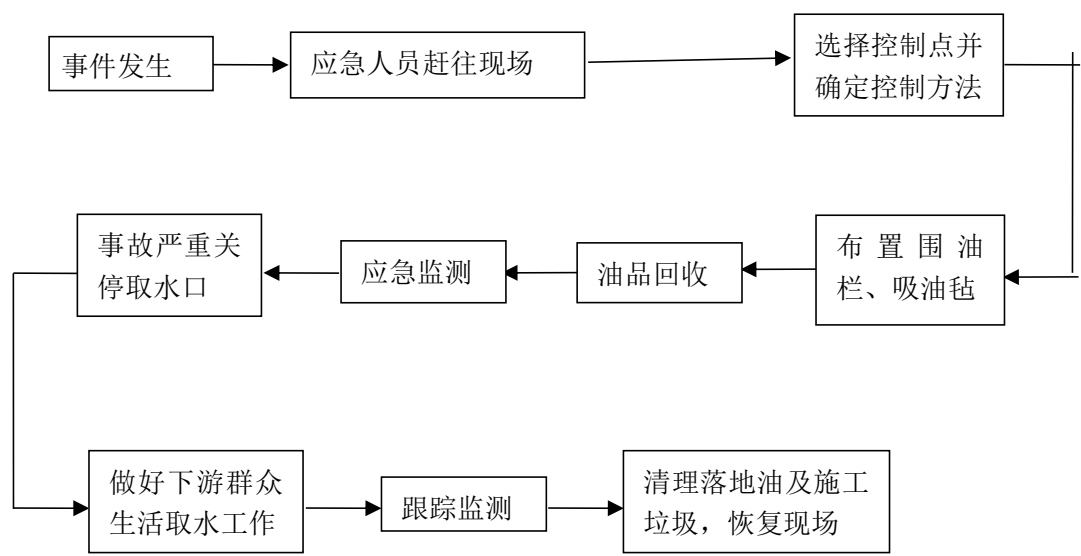 事件发生
应急人员赶往现场
选择控制点并
确定控制方法
布置围油
栏、吸油毡
油品回收
应急监测
事故严重关
停取水口
做好下游群众
生活取水工作
跟踪监测
清理落地油及施工
垃圾，恢复现场